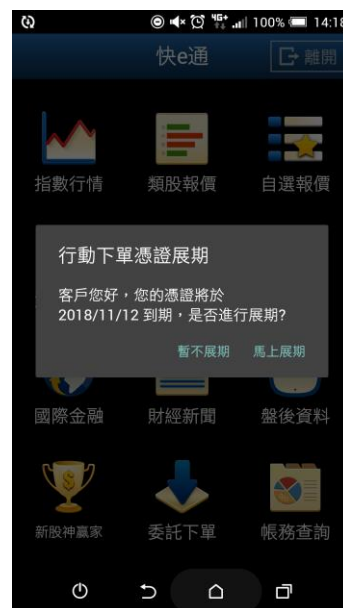 4G+ 100% 14:18
快e通
離開
指數行情 類股報價 自選報價
行動下單憑證展期
客戶您好，您的憑證將於
2018/11/12 到期，是否進行展期?
暫不展期 馬上展期
國際金融 財經新聞 盤後資料
新股神贏家 委託下單 帳務查詢